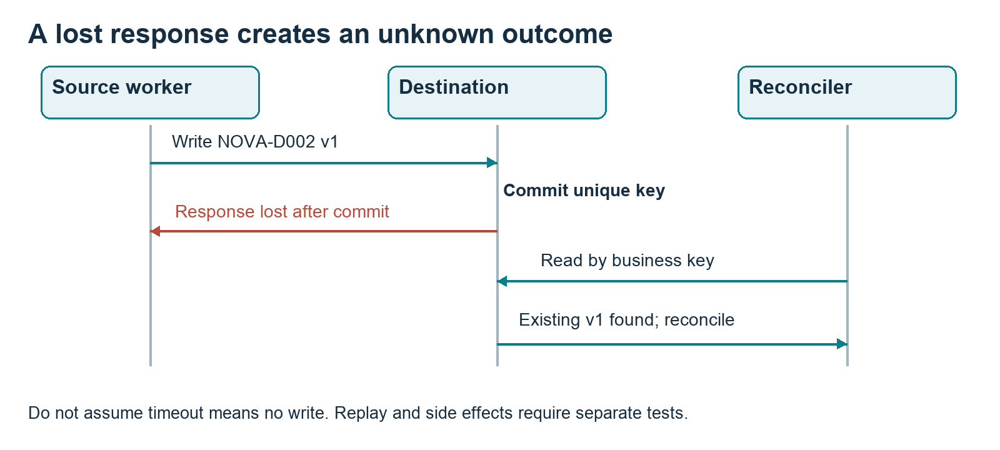 A lost response creates an unknown outcome
Source worker
Destination
Reconciler
Write NOVA-D002 v1
Commit unique key
Response lost after commit
Read by business key
Existing v1 found; reconcile
Do not assume timeout means no write. Replay and side effects require separate tests.